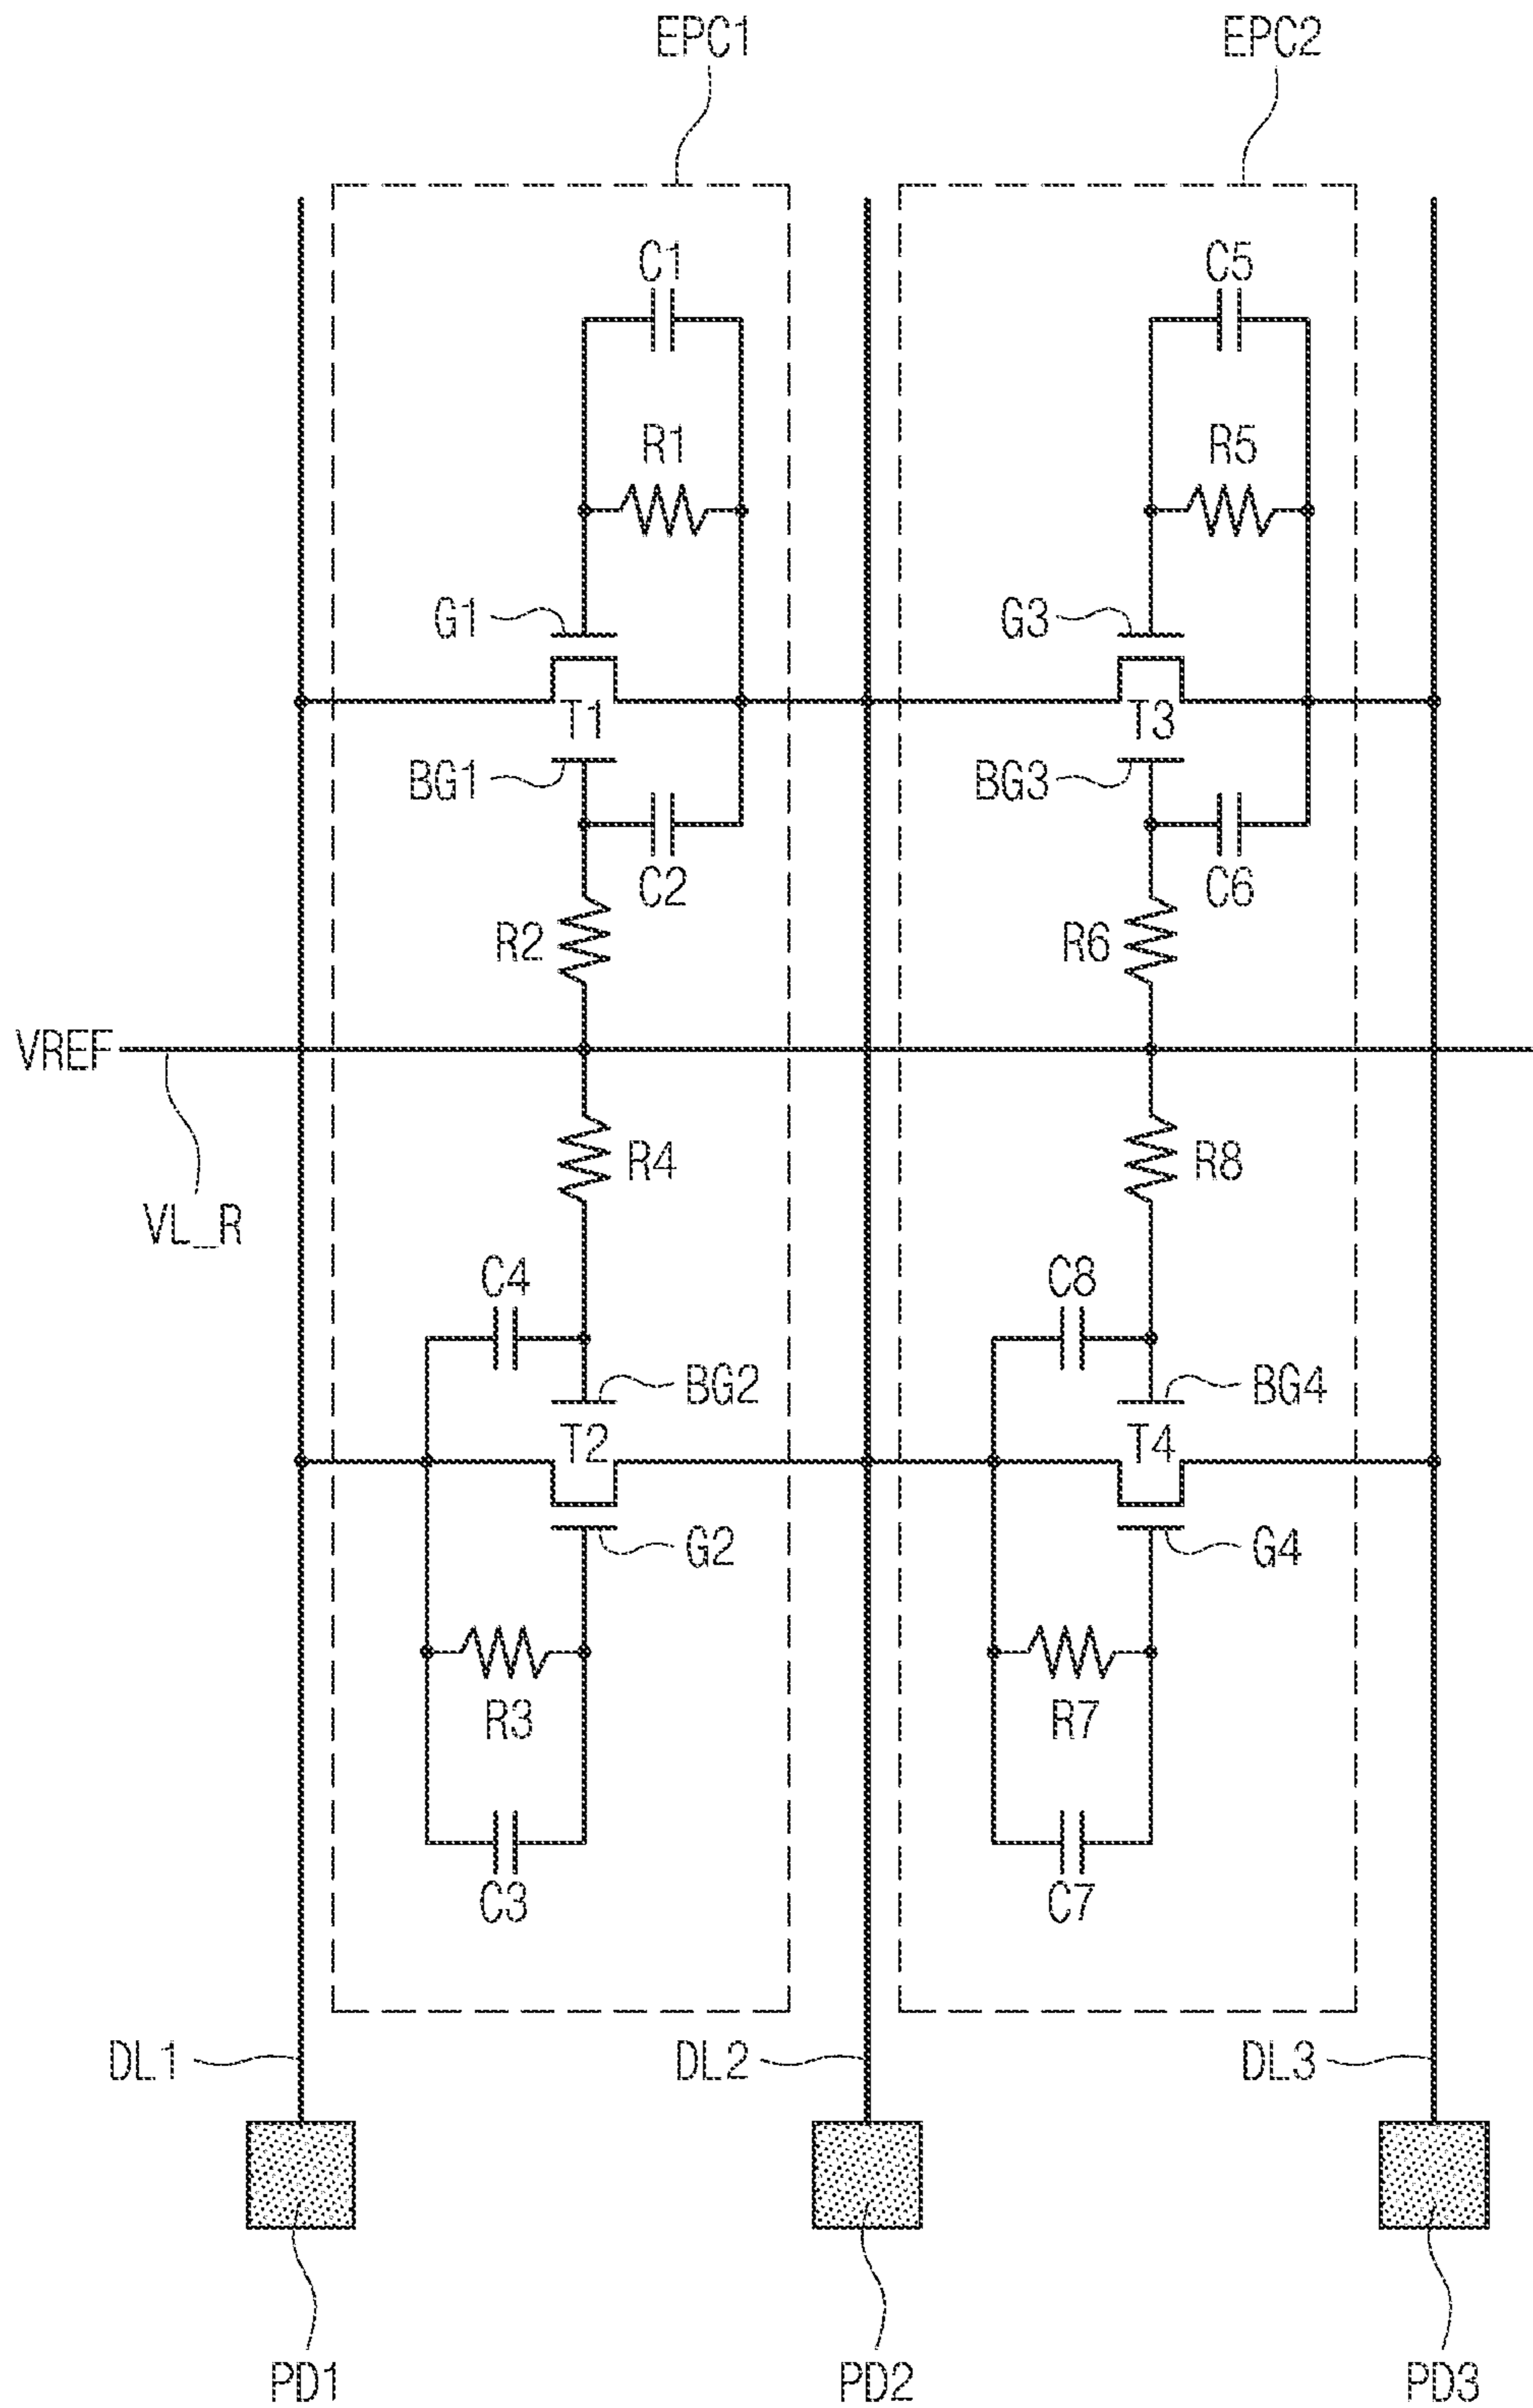 EPC1 EPC2
C1 C5
R1 R5
G1 G3
T1 T3
BG1 BG3
C2 C6
R2 R6
VREF
R4 R8
VL_R
C4 C8
BG2 BG4
T2 T4
G2 G4
R3 R7
C3 C7
DL1 DL2 DL3
PD1 PD2 PD3